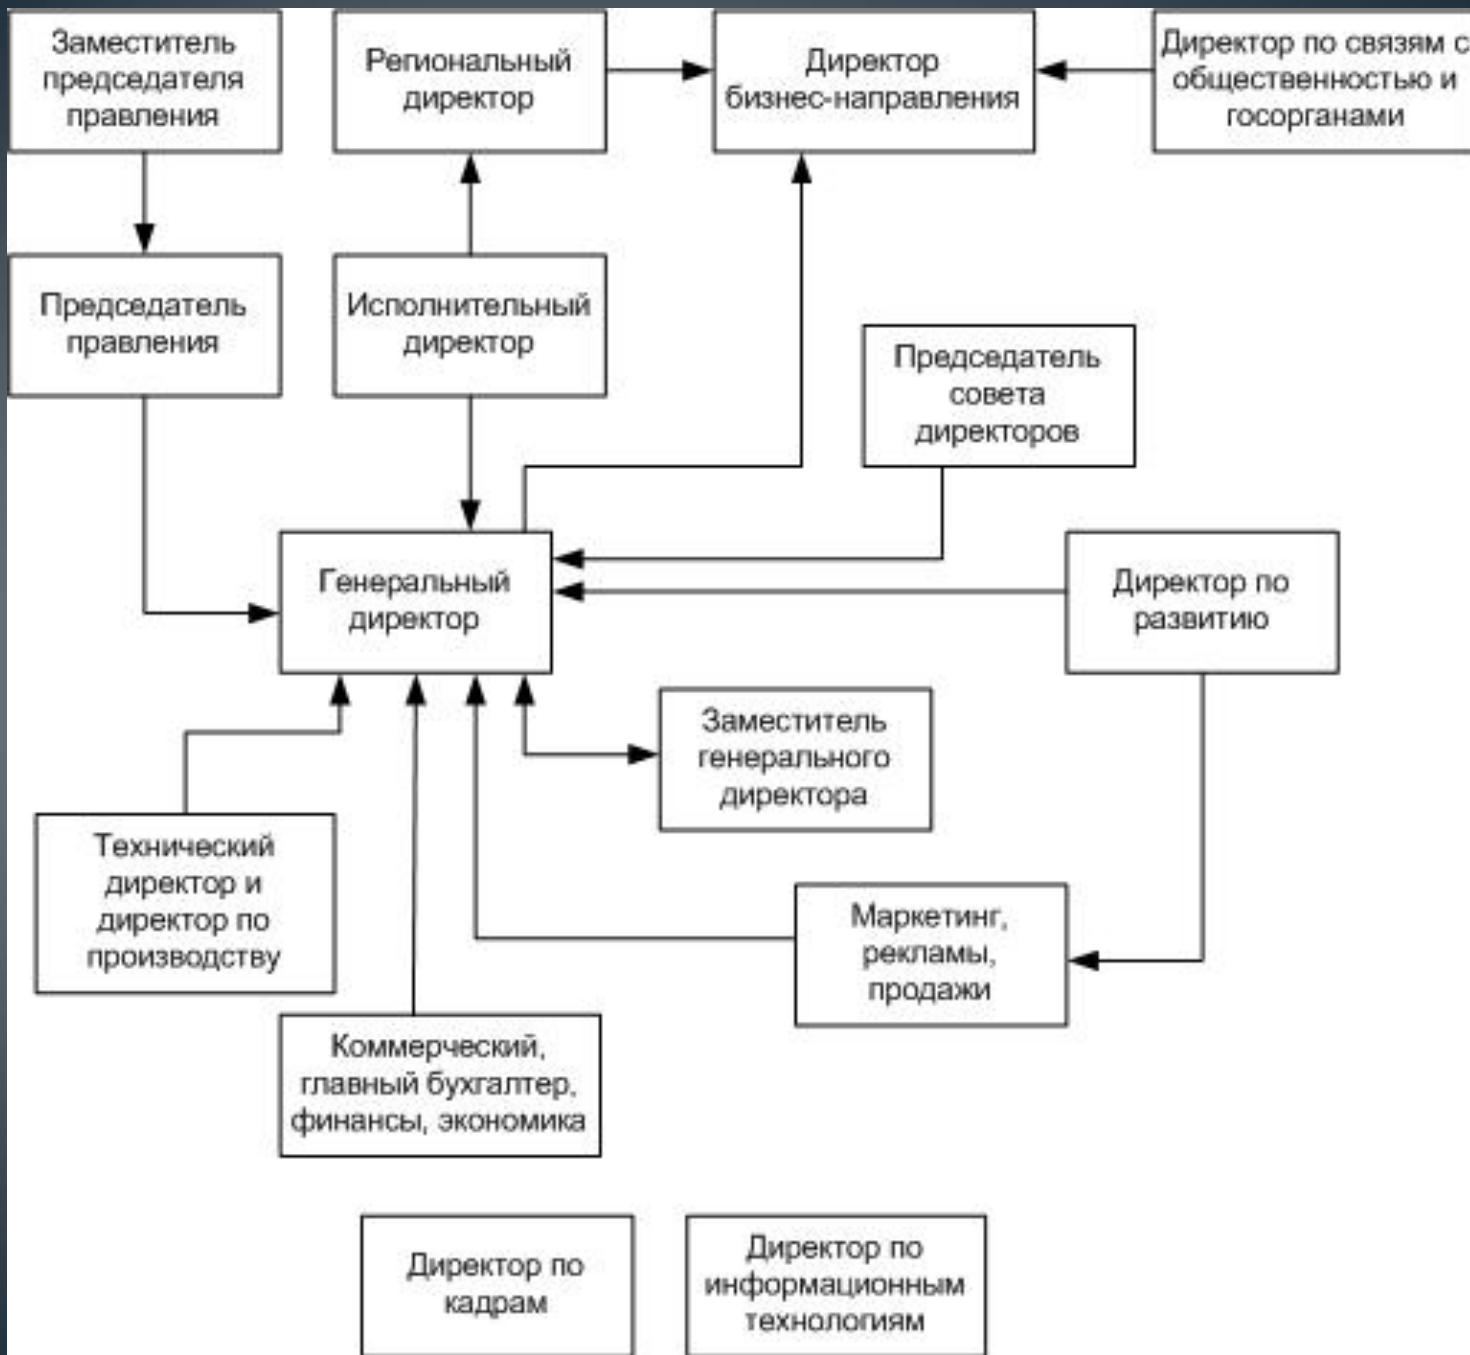 Заместитель
председателя
правления
Региональный
директор
Директор
бизнес-направления
Директор по связям с
общественностью и
госорганами
Председатель
правления
Исполнительный
директор
Председатель
совета
директоров
Генеральный
директор
Директор по
развитию
Заместитель
генерального
директора
Технический
директор и
директор по
производству
Маркетинг,
рекламы,
продажи
Коммерческий,
главный бухгалтер,
финансы, экономика
Директор по
кадрам
Директор по
информационным
технологиям